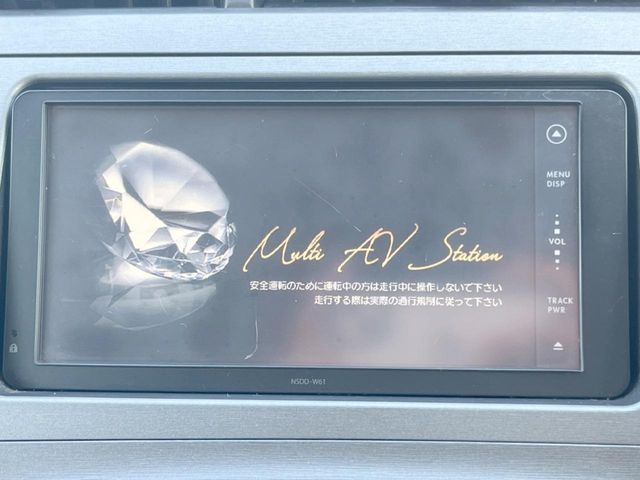 MENU
DISP
VOL
TRACK
PWR
Multi AV Station
安全運転のために運転中の方は走行中に操作しないで下さい
走行する際は実際の通行規制に従って下さい
NSDD-W61